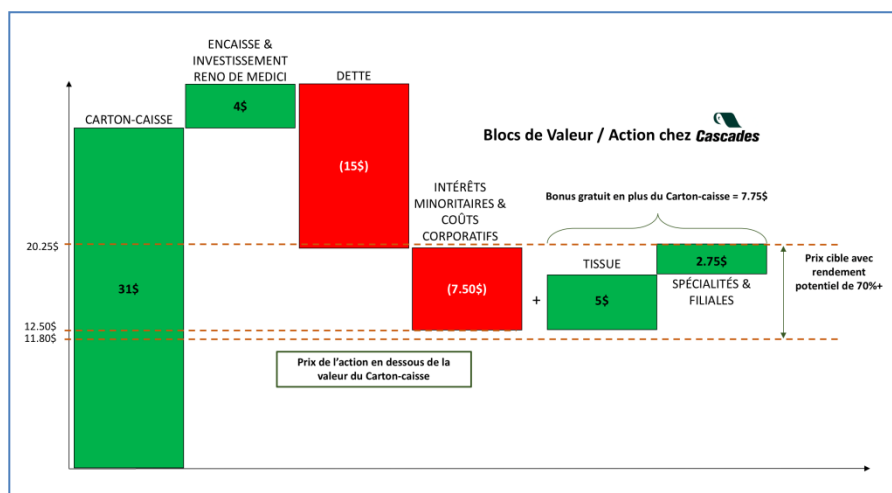 ENCAISSE &
INVESTISSEMENT
RENO DE MEDICI
DETTE
CARTON-CAISSE
4$
Blocs de Valeur / Action chez Cascades
(15$)
INTÉRÊTS
MINORITAIRES &
COÛTS
CORPORATIFS
Bonus gratuit en plus du Carton-caisse = 7.75$
20.25$
TISSUE
2.75$
Prix cible avec
rendement
potentiel de 70%+
31$
(7.50$)
+
5$
SPÉCIALITÉS &
FILIALES
12.50$
11.80$
Prix de l'action en dessous de la
valeur du Carton-caisse